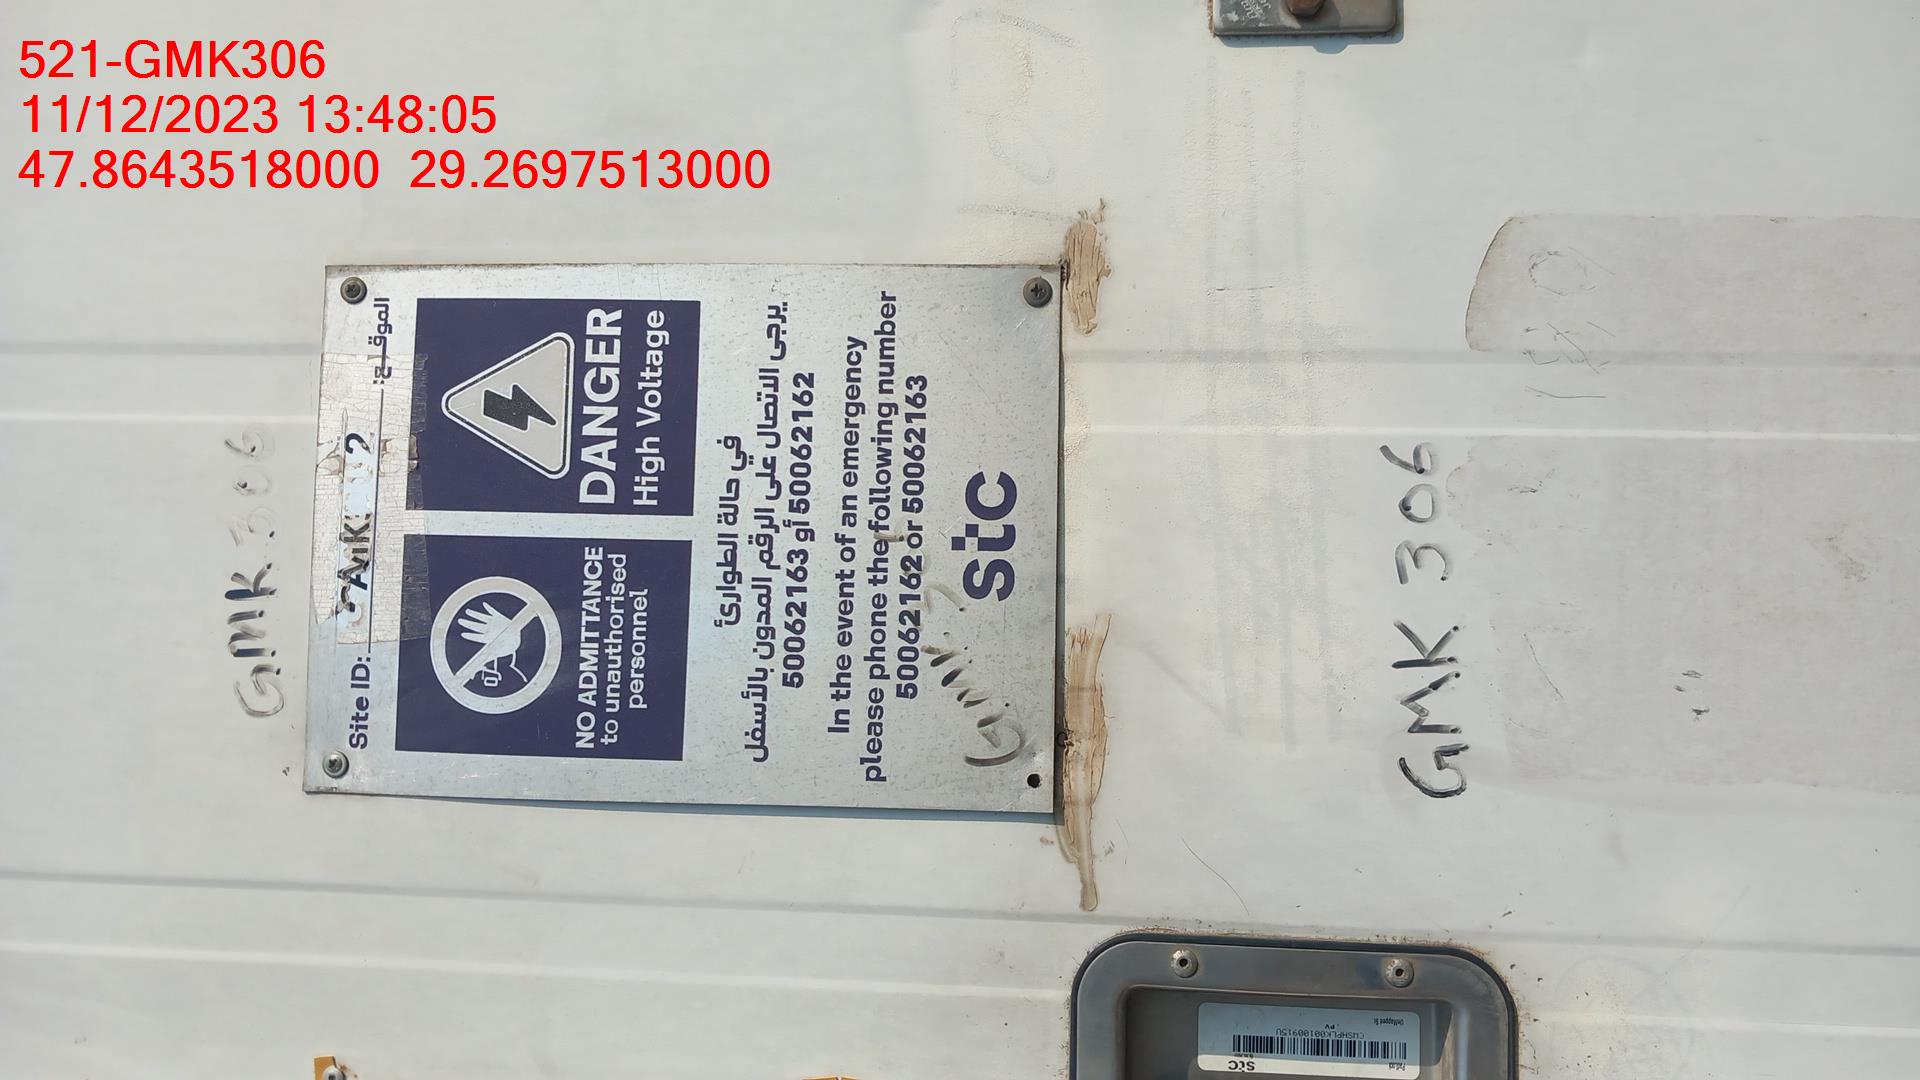 521-GMK306
11/12/2023 13:48:05
47.8643518000 29.2697513000
GMK 306
Site ID:
الموقــع:
NO ADMITTANCE
to unauthorised
personnel
DANGER
High Voltage
في حالة الطوارئ
يرجى الاتصال على الرقم المدون بالأسفل
50062163 أو 50062162
In the event of an emergency
please phone the following number
50062162 or 50062163
stc
GMK 306
stc
CWSHPLK00100915U